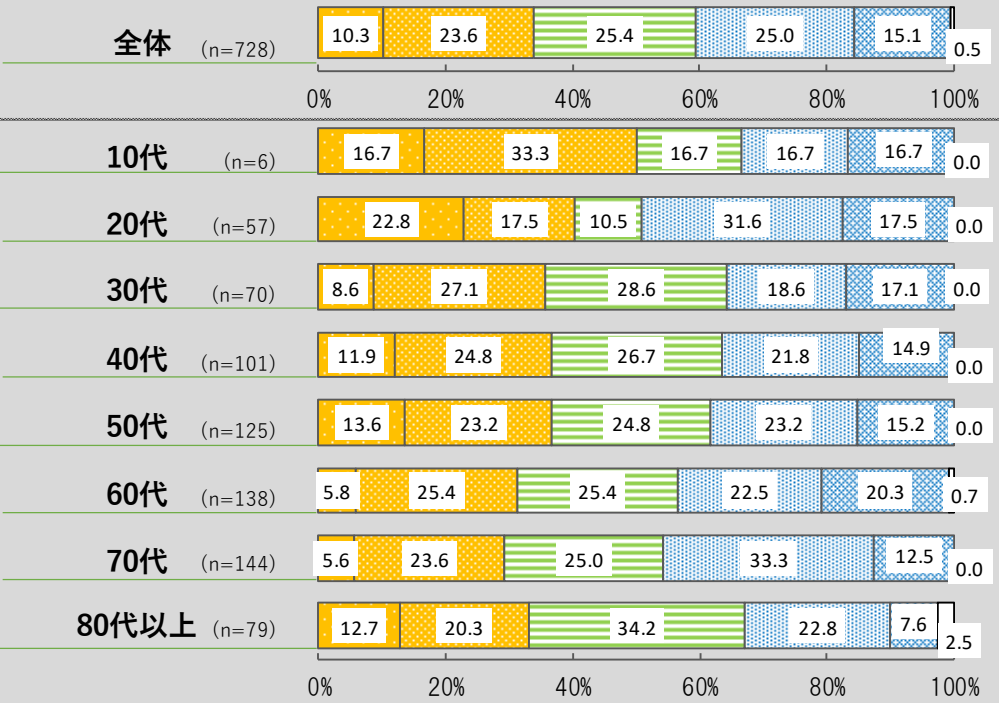 全体 (n=728) 10.3 23.6 25.4 25.0 15.1 0.5
0% 20% 40% 60% 80% 100%
10代 (n=6) 16.7 33.3 16.7 16.7 16.7 0.0
20代 (n=57) 22.8 17.5 10.5 31.6 17.5 0.0
30代 (n=70) 8.6 27.1 28.6 18.6 17.1 0.0
40代 (n=101) 11.9 24.8 26.7 21.8 14.9 0.0
50代 (n=125) 13.6 23.2 24.8 23.2 15.2 0.0
60代 (n=138) 5.8 25.4 25.4 22.5 20.3 0.7
70代 (n=144) 5.6 23.6 25.0 33.3 12.5 0.0
80代以上 (n=79) 12.7 20.3 34.2 22.8 7.6 2.5
0% 20% 40% 60% 80% 100%